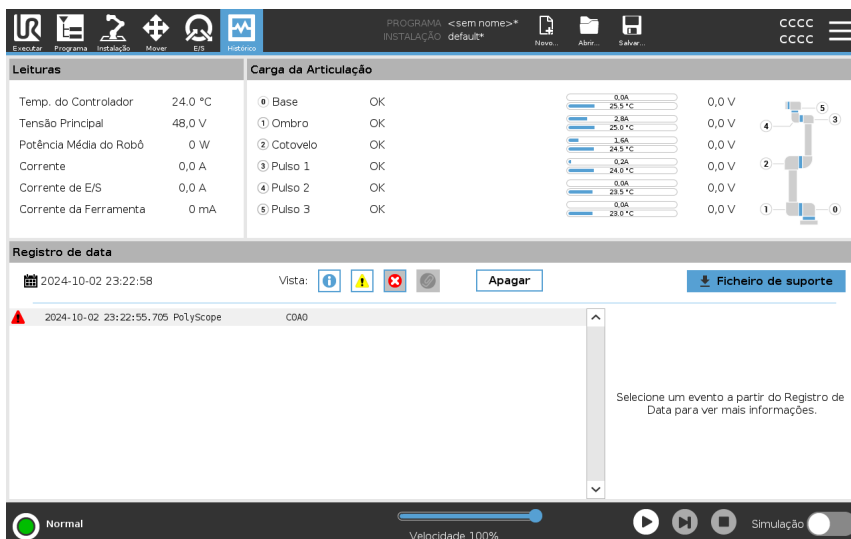 UR
PROGRAMA <sem nome>*
INSTALAÇÃO default*
CCCC
CCCC
Executar Programa Instalação Mover E/S Histórico Novo... Abrir... Salvar...
Leituras
Temp. do Controlador 24.0 °C
Tensão Principal 48,0 V
Potência Média do Robô 0 W
Corrente 0,0 A
Corrente de E/S 0,0 A
Corrente da Ferramenta 0 mA
Carga da Articulação
0 Base OK 0,0A 25.5 °C 0,0 V
1 Ombro OK 2,8A 25.0 °C 0,0 V
2 Cotovelo OK 1,6A 24.5 °C 0,0 V
3 Pulso 1 OK 0,2A 24.0 °C 0,0 V
4 Pulso 2 OK 0,0A 23.5 °C 0,0 V
5 Pulso 3 OK 0,0A 23.0 °C 0,0 V
5
3
4
2
1 0
Registro de data
2024-10-02 23:22:58 Vista: Apagar Ficheiro de suporte
2024-10-02 23:22:55.705 PolyScope C0A0
Selecione um evento a partir do Registro de
Data para ver mais informações.
Normal
Velocidade 100%
Simulação